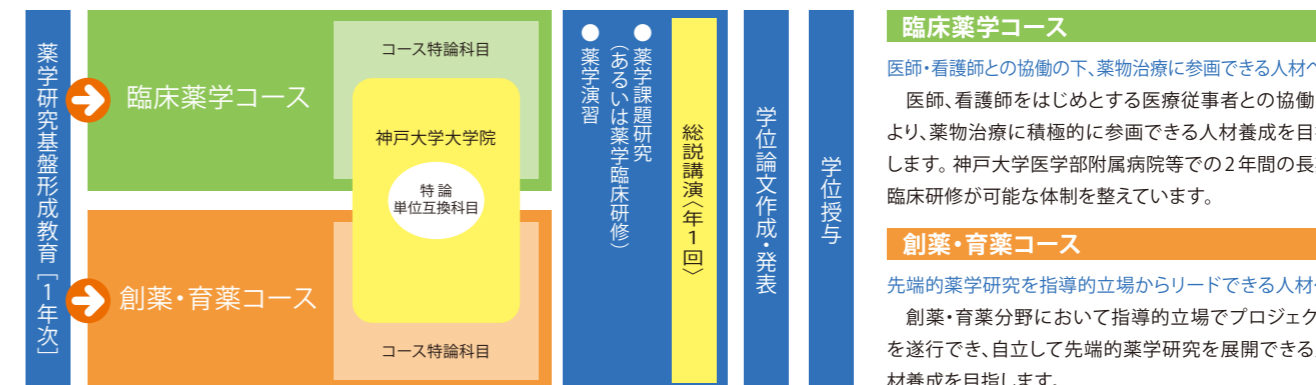 薬学研究基盤形成教育［1年次］
臨床薬学コース
コース特論科目
神戸大学大学院
特論
単位互換科目
創薬・育薬コース
コース特論科目
●薬学課題研究
（あるいは薬学臨床研修）
●薬学演習
総説講演〈年1回〉
学位論文作成・発表
学位授与
臨床薬学コース
医師・看護師との協働の下、薬物治療に参画できる人材へ
医師、看護師をはじめとする医療従事者との協働
より、薬物治療に積極的に参画できる人材養成を目
します。神戸大学医学部附属病院等での2年間の長
臨床研修が可能な体制を整えています。
創薬・育薬コース
先端的薬学研究を指導的立場からリードできる人材
創薬・育薬分野において指導的立場でプロジェク
を遂行でき、自立して先端的薬学研究を展開できる
材養成を目指します。